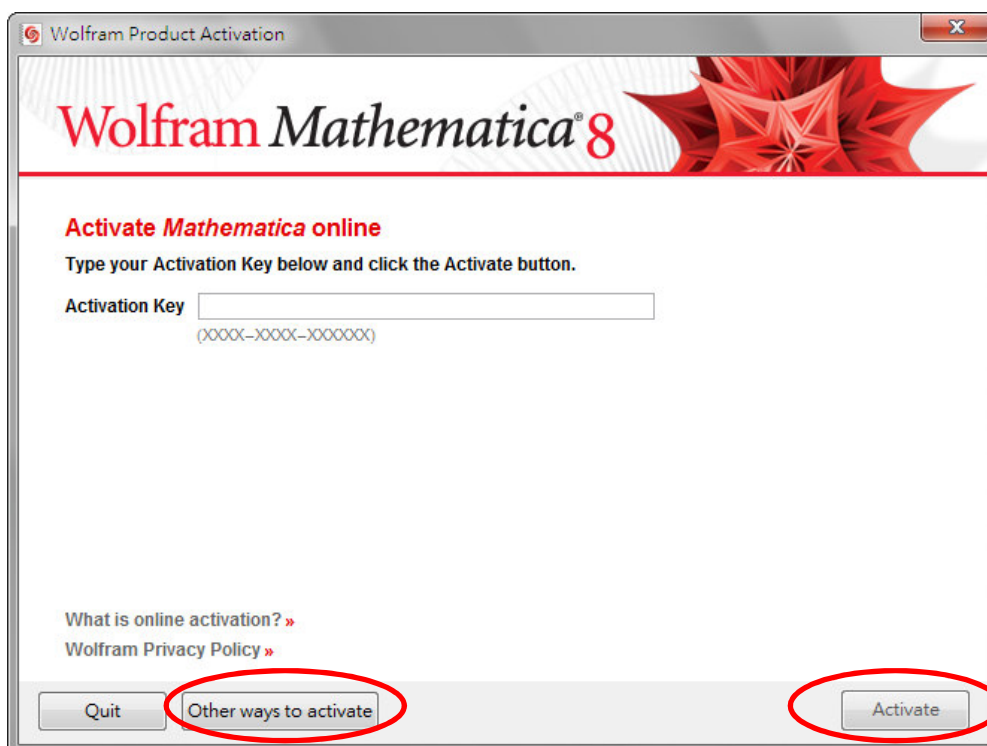 Wolfram Product Activation
Wolfram Mathematica®8
Activate Mathematica online
Type your Activation Key below and click the Activate button.
Activation Key
(XXXX–XXXX–XXXXXX)
What is online activation? »
Wolfram Privacy Policy »
Quit Other ways to activate Activate